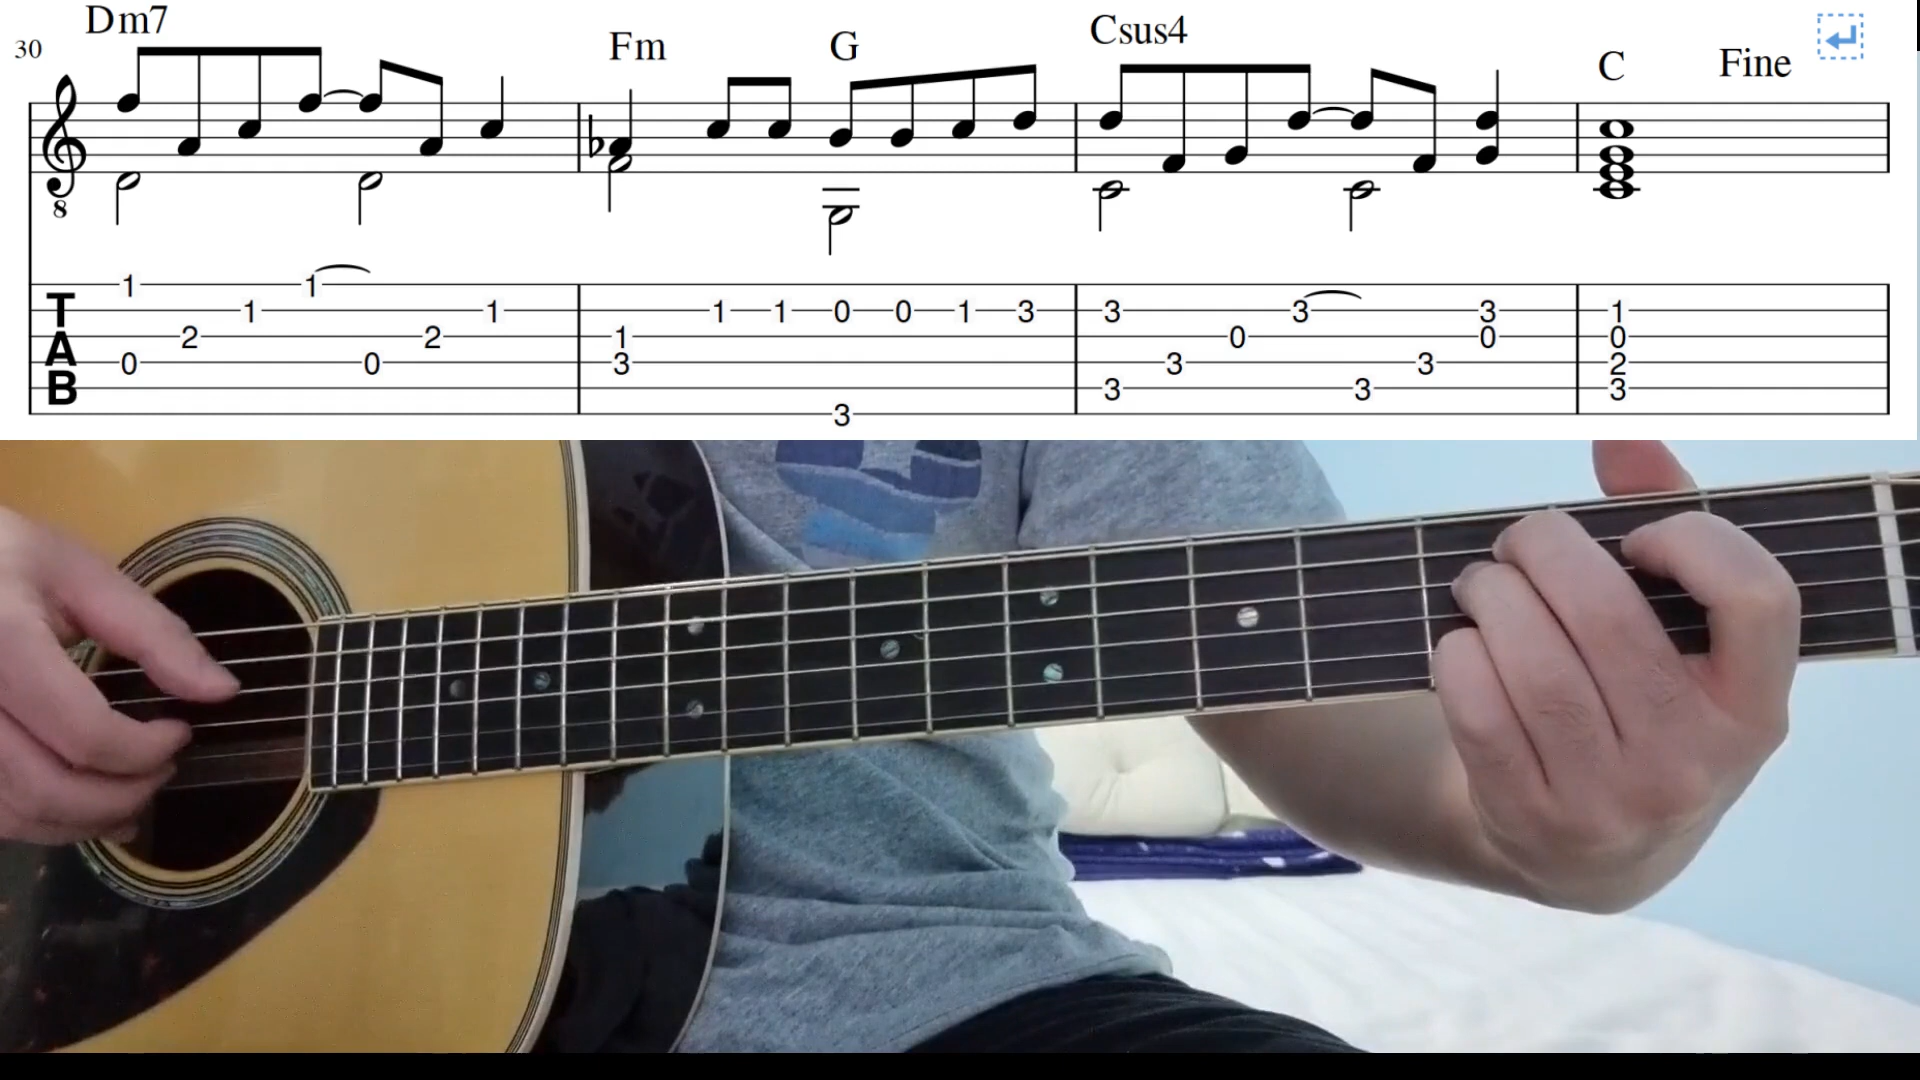 Dm7
30
Fm
G
Csus4
C
Fine
8
T
A
B
1 1
1 1 1 1 0 0 1 3 3 3 3 1
2 2 1 0 0 0
0 0 3 3 3 2
3 3 3
3